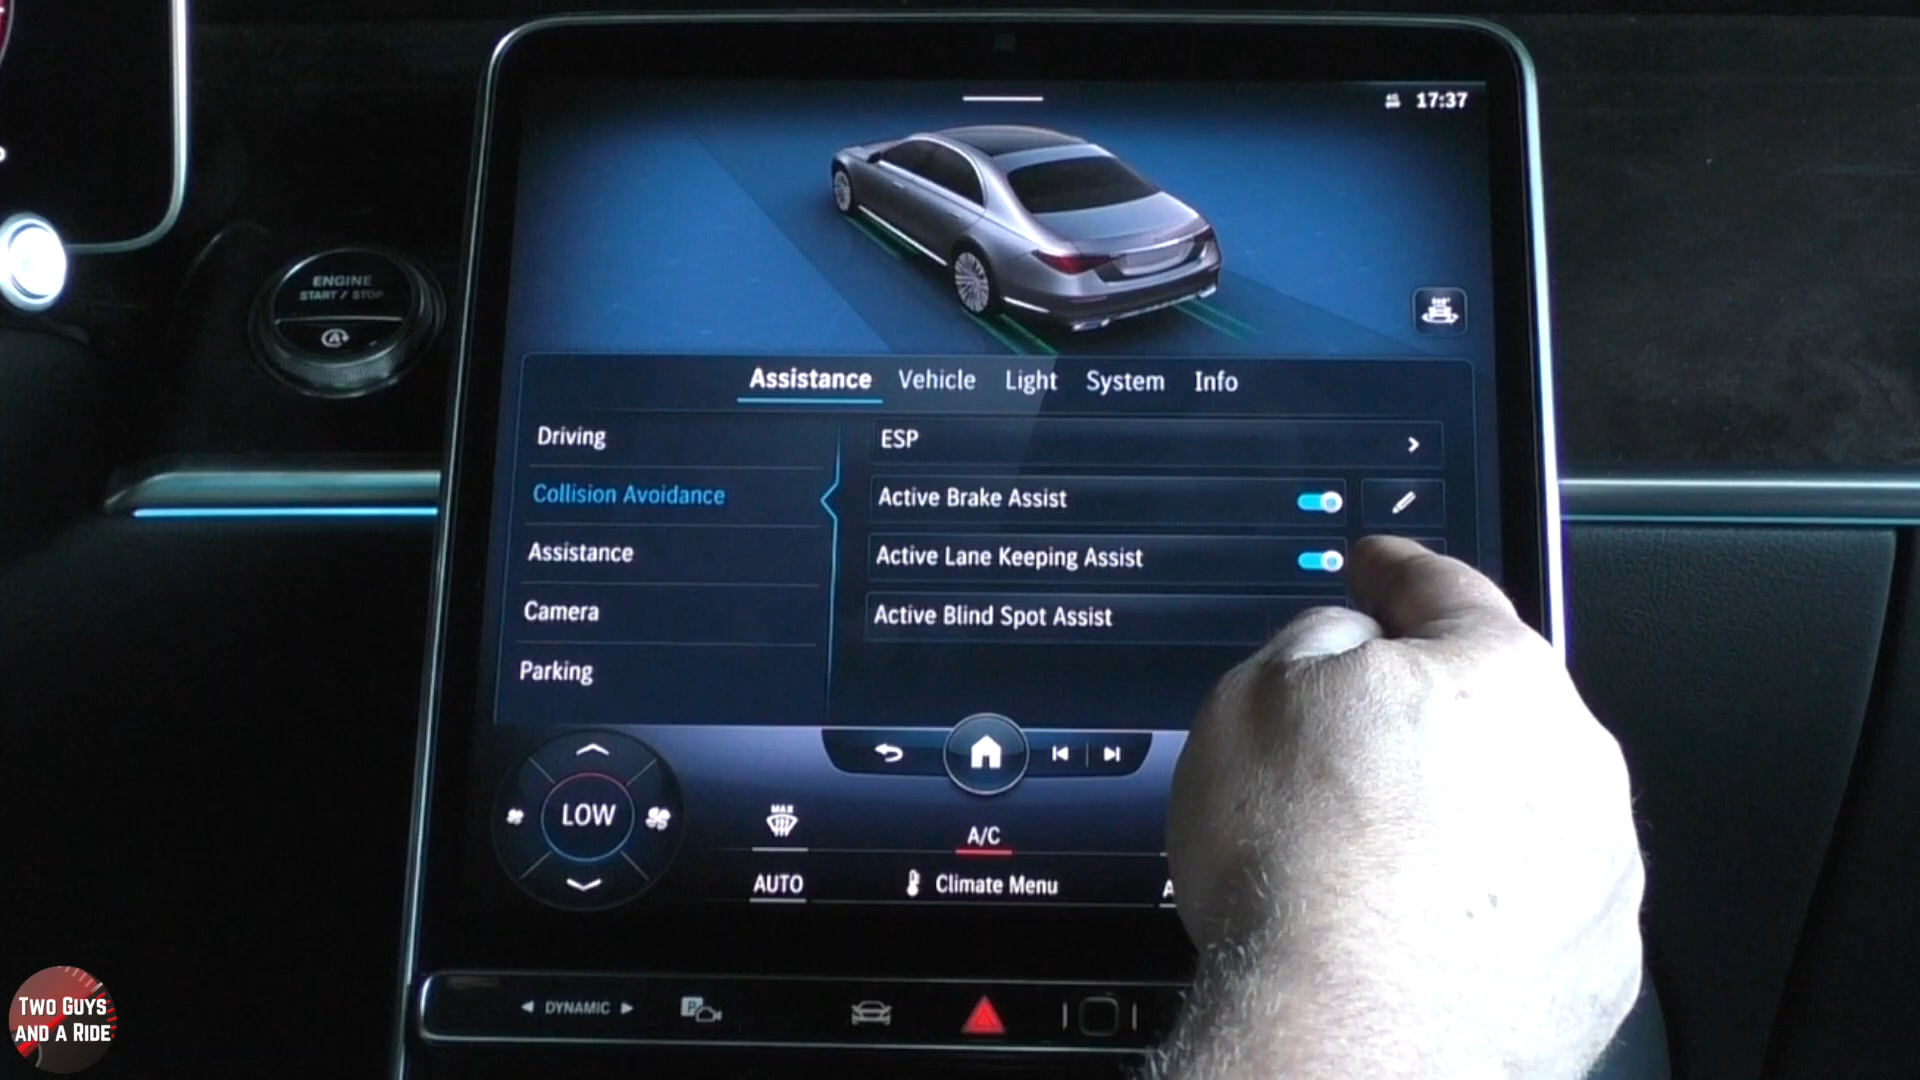 17:37
ENGINE
START / STOP
A
360°
Assistance Vehicle Light System Info
Driving
Collision Avoidance
Assistance
Camera
Parking
ESP
Active Brake Assist
Active Lane Keeping Assist
Active Blind Spot Assist
LOW
MAX
A/C
AUTO
Climate Menu
A
DYNAMIC
P
TWO GUYS
AND A RIDE